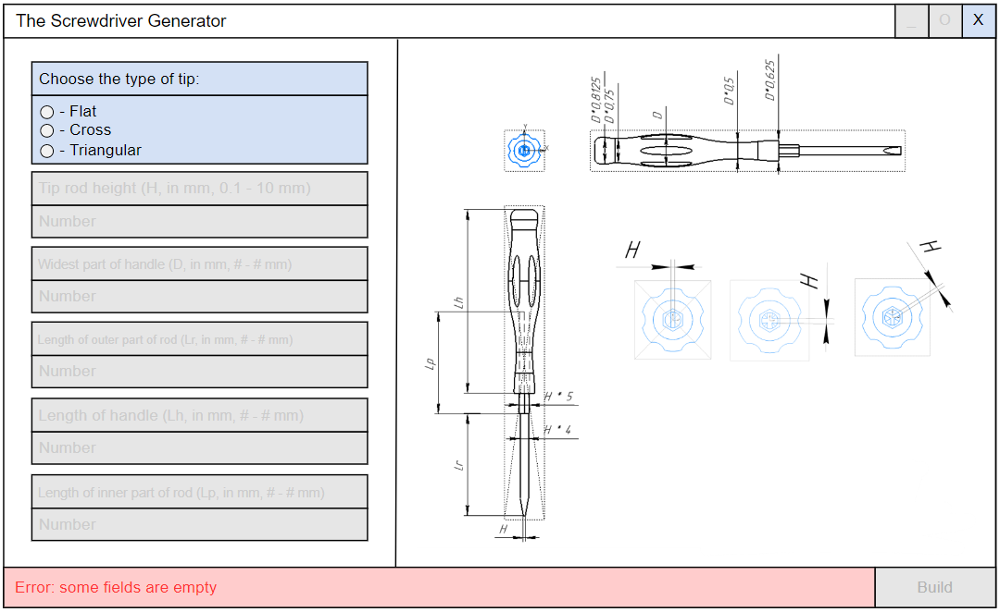 The Screwdriver Generator
_ O X
Choose the type of tip:
- Flat
- Cross
- Triangular
Tip rod height (H, in mm, 0.1 - 10 mm)
Number
Widest part of handle (D, in mm, # - # mm)
Number
Length of outer part of rod (Lr, in mm, # - # mm)
Number
Length of handle (Lh, in mm, # - # mm)
Number
Length of inner part of rod (Lp, in mm, # - # mm)
Number
D*0,8125
D*0,75
D
D*0,5
D*0,625
Y
X
H
H
H
Lh
Lp
H * 5
H * 4
Lr
H
Error: some fields are empty
Build